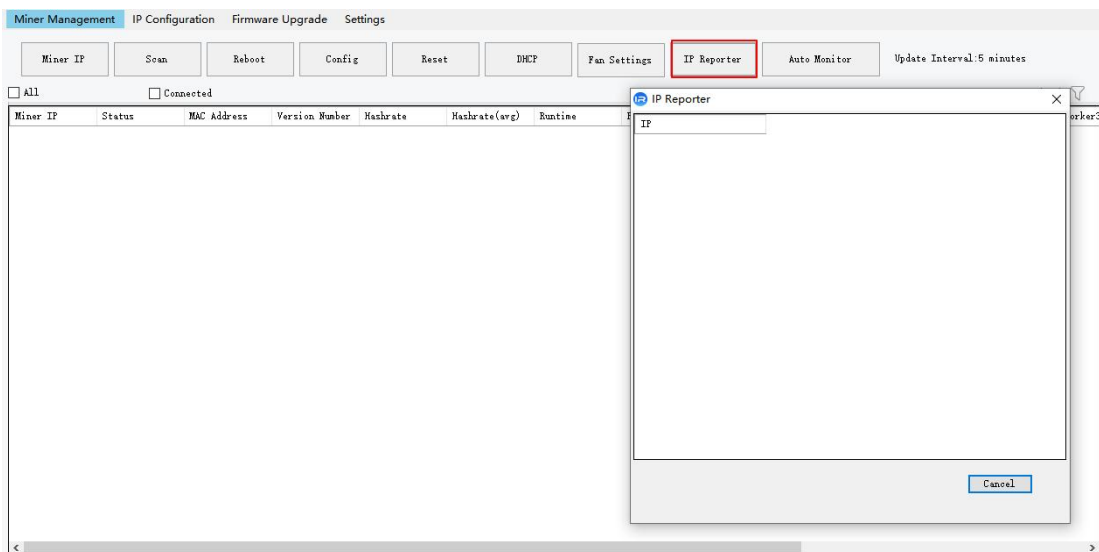 Miner Management IP Configuration Firmware Upgrade Settings
Miner IP Scan Reboot Config Reset DHCP Fan Settings IP Reporter Auto Monitor Update Interval:5 minutes
All Connected
IP Reporter
Miner IP Status MAC Address Version Number Hashrate Hashrate(avg) Runtime
IP
Cancel